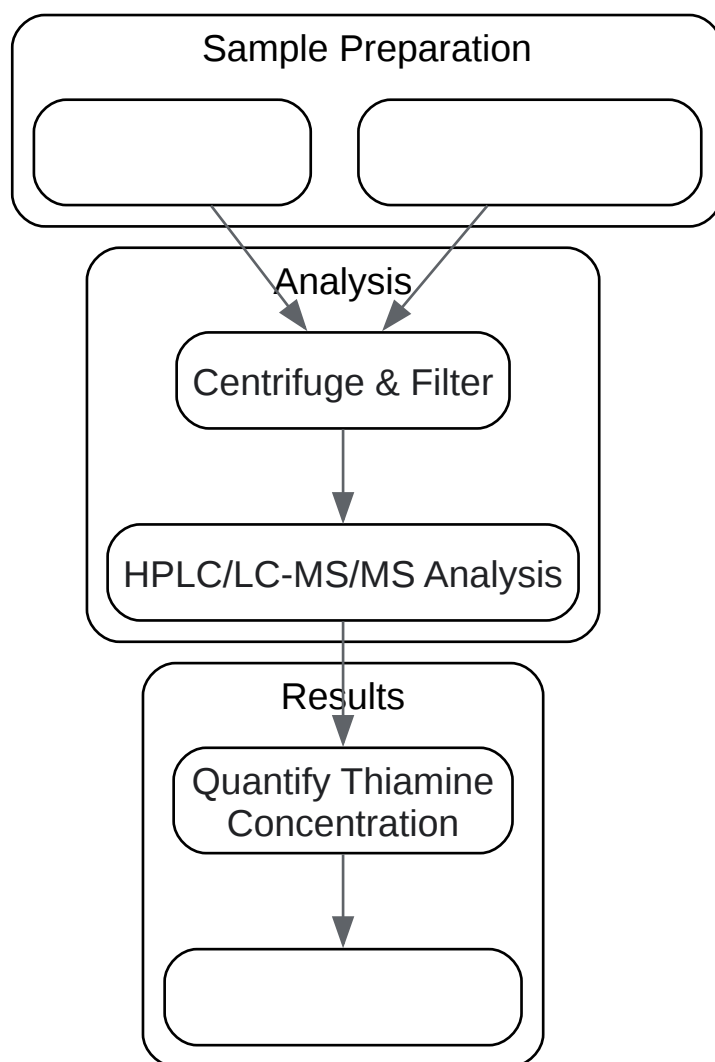 Sample Preparation
Analysis
Centrifuge & Filter
HPLC/LC-MS/MS Analysis
Results
Quantify Thiamine
Concentration